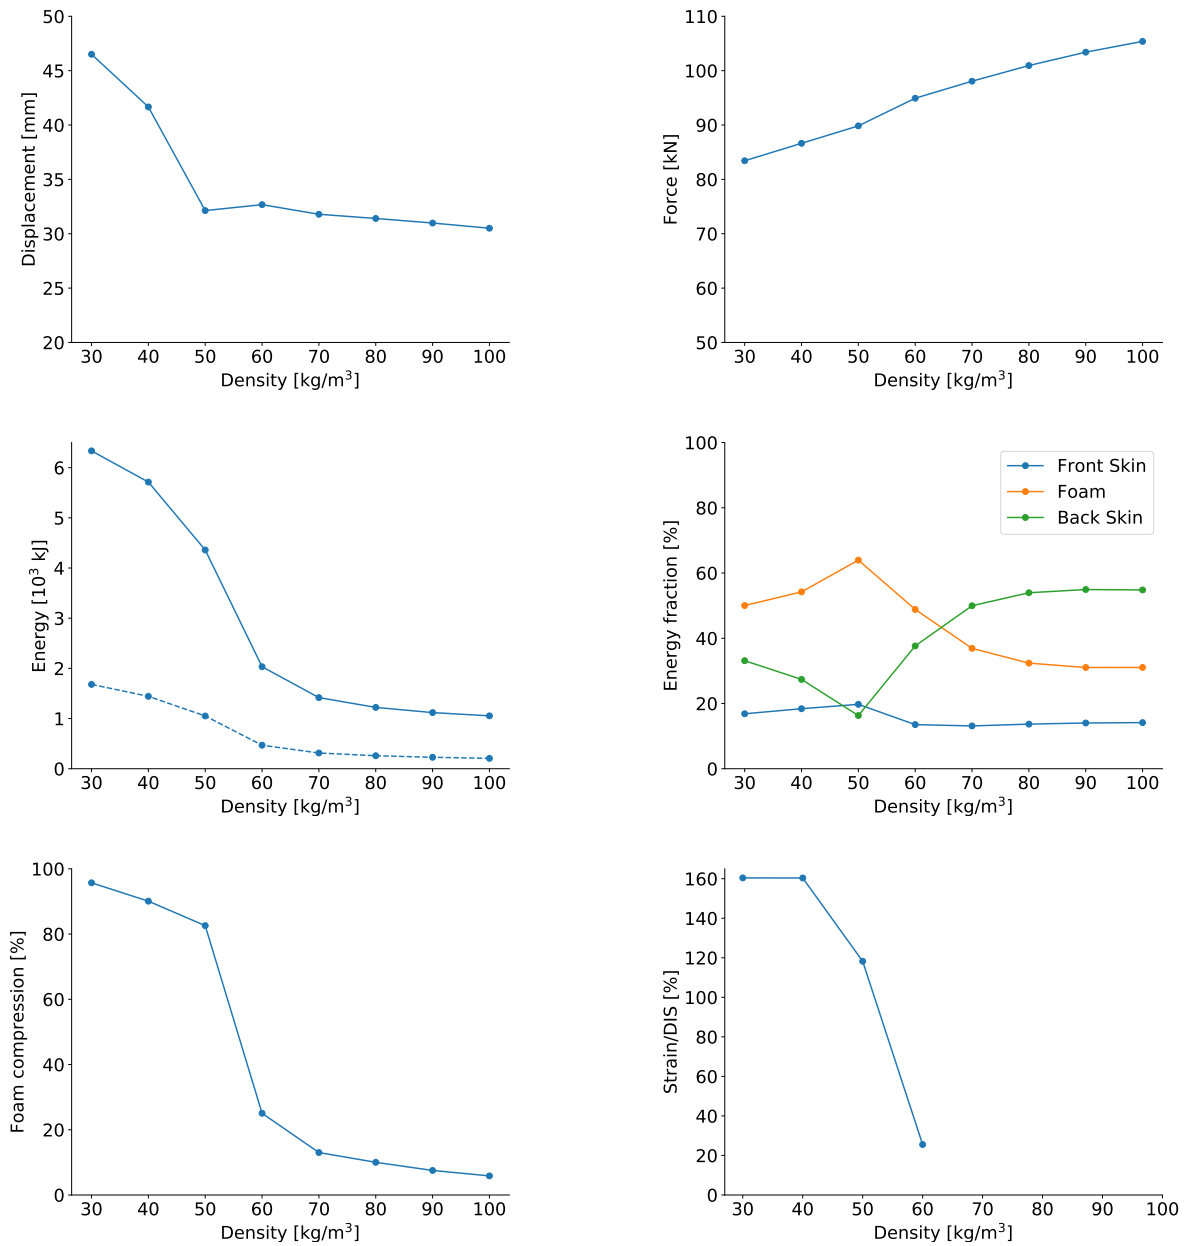 50
45
40
35
30
25
20
Displacement [mm]
30 40 50 60 70 80 90 100
Density [kg/m³]
110
100
90
80
70
60
50
Force [kN]
30 40 50 60 70 80 90 100
Density [kg/m³]
6
5
4
3
2
1
0
Energy [10³ kJ]
30 40 50 60 70 80 90 100
Density [kg/m³]
100
80
60
40
20
0
Energy fraction [%]
Front Skin
Foam
Back Skin
30 40 50 60 70 80 90 100
Density [kg/m³]
100
80
60
40
20
0
Foam compression [%]
30 40 50 60 70 80 90 100
Density [kg/m³]
160
140
120
100
80
60
40
20
0
Strain/DIS [%]
30 40 50 60 70 80 90 100
Density [kg/m³]